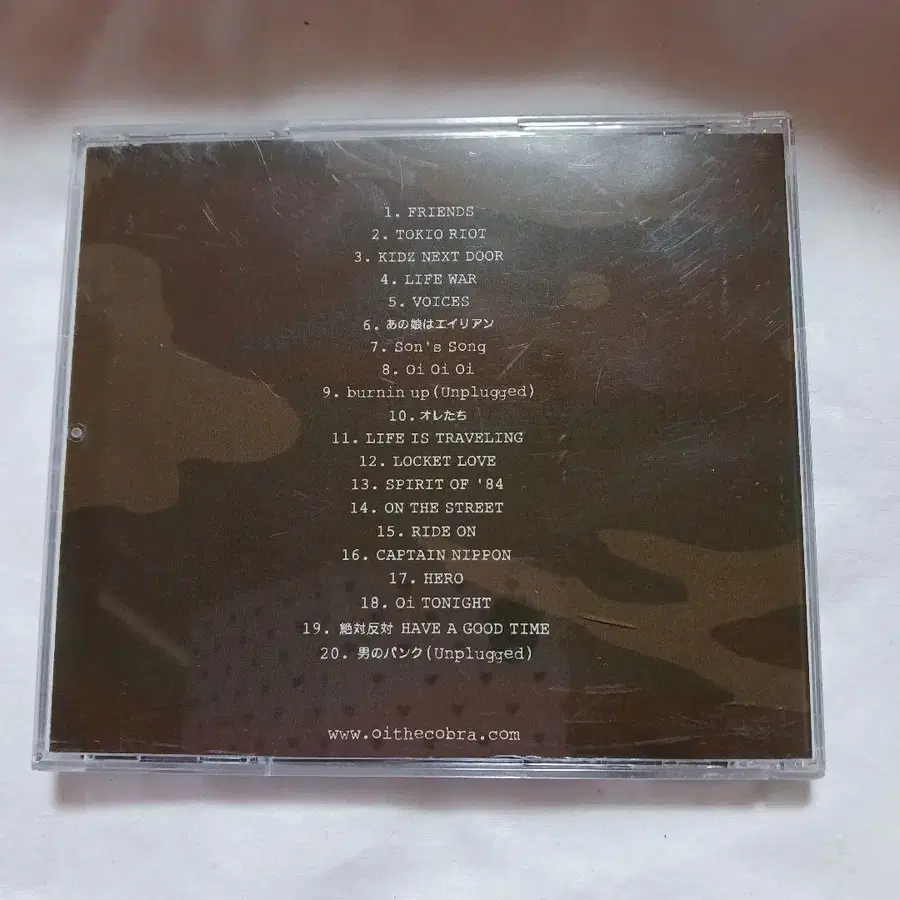 1. FRIENDS
2. TOKIO RIOT
3. KIDZ NEXT DOOR
4. LIFE WAR
5. VOICES
6. あの娘はエイリアン
7. Son's Song
8. Oi Oi Oi
9. burnin up(Unplugged)
10. オレたち
11. LIFE IS TRAVELING
12. LOCKET LOVE
13. SPIRIT OF '84
14. ON THE STREET
15. RIDE ON
16. CAPTAIN NIPPON
17. HERO
18. Oi TONIGHT
19. 絶対反対 HAVE A GOOD TIME
20. 男のパンク(Unplugged)
www.oithecobra.com